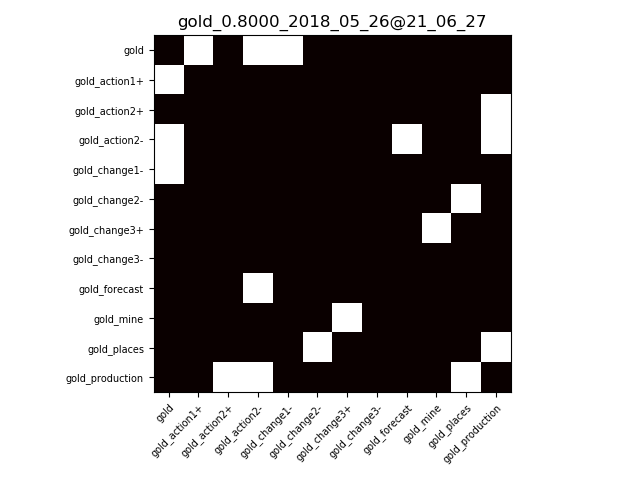 gold_0.8000_2018_05_26@21_06_27
gold
gold_action1+
gold_action2+
gold_action2-
gold_change1-
gold_change2-
gold_change3+
gold_change3-
gold_forecast
gold_mine
gold_places
gold_production
gold
gold_action1+
gold_action2+
gold_action2-
gold_change1-
gold_change2-
gold_change3+
gold_change3-
gold_forecast
gold_mine
gold_places
gold_production